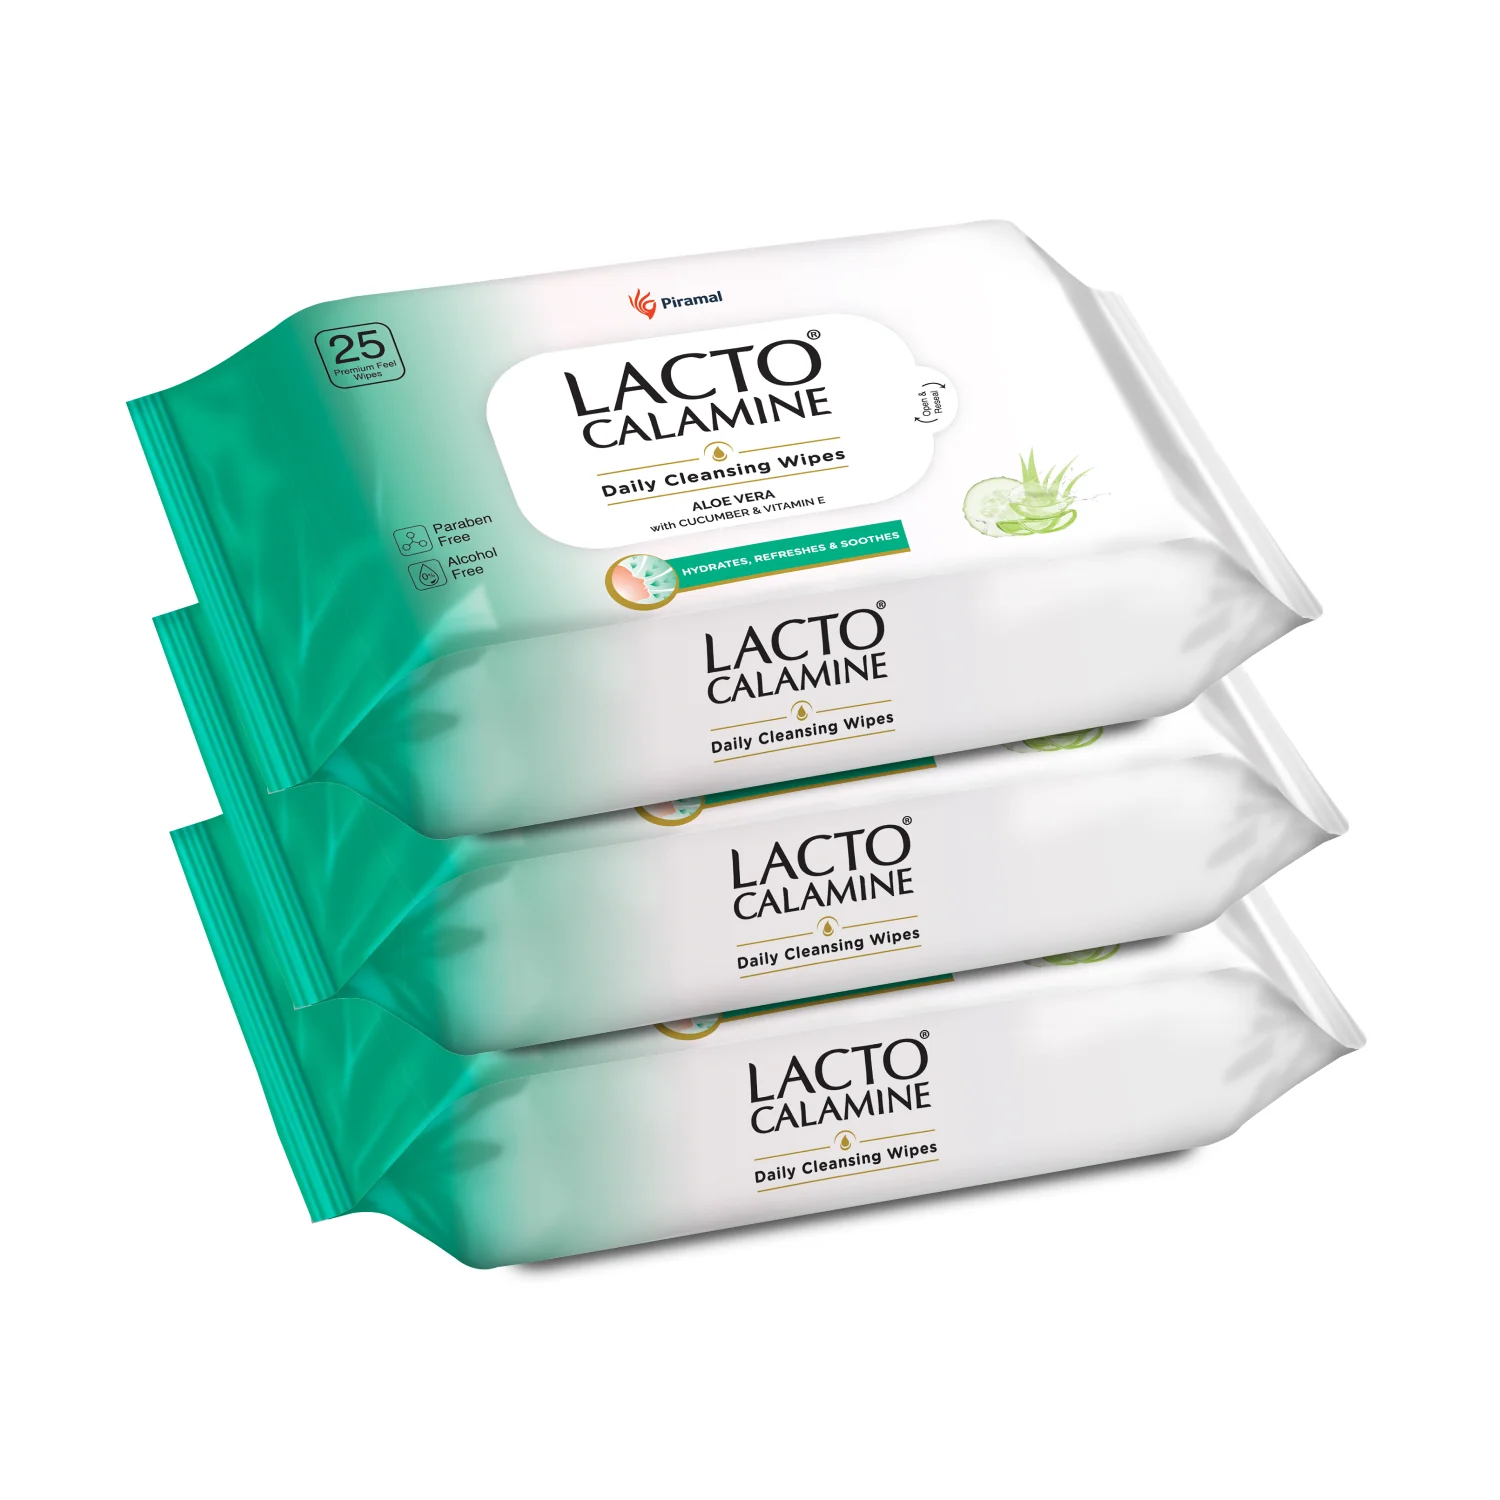 Piramal
25
Premium Feel
Wipes
LACTO®
CALAMINE
Open &
Reseal
Daily Cleansing Wipes
ALOE VERA
with CUCUMBER & VITAMIN E
Paraben
Free
0%
Alcohol
Free
HYDRATES, REFRESHES & SOOTHES
LACTO®
CALAMINE
Daily Cleansing Wipes
LACTO®
CALAMINE
Daily Cleansing Wipes
LACTO®
CALAMINE
Daily Cleansing Wipes